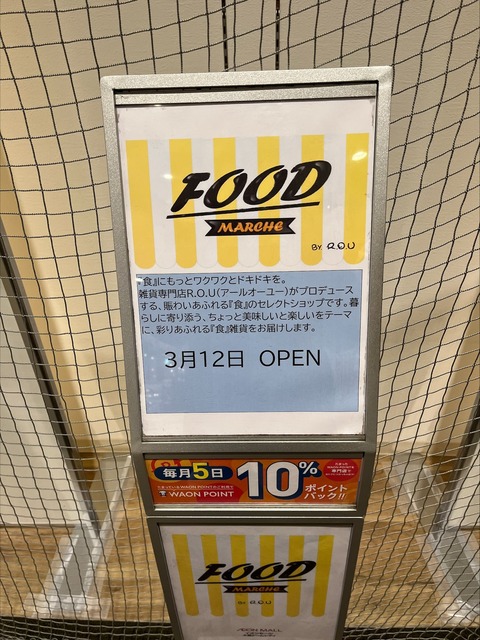 FOOD
MARCHE
BY R.O.U
『食』にもっとワクワクとドキドキを。
雑貨専門店R.O.U(アールオーユー)がプロデュース
する、賑わいあふれる『食』のセレクトショップです。暮
らしに寄り添う、ちょっと美味しいと楽しいをテーマ
に、彩りあふれる『食』雑貨をお届けします。
3月12日 OPEN
毎月5日
WAON POINT
10%
ポイント
バック!!
FOOD
MARCHE
BY R.O.U
ÆON MALL